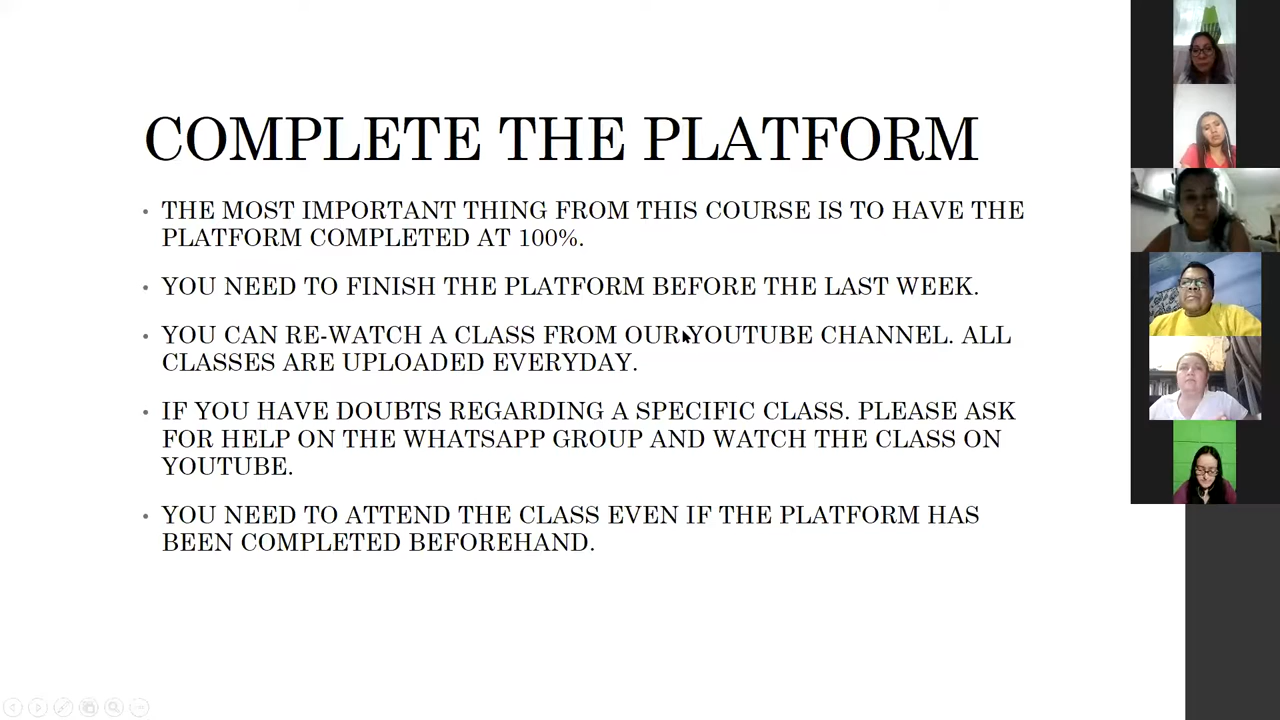 COMPLETE THE PLATFORM
THE MOST IMPORTANT THING FROM THIS COURSE IS TO HAVE THE
PLATFORM COMPLETED AT 100%.
YOU NEED TO FINISH THE PLATFORM BEFORE THE LAST WEEK.
YOU CAN RE-WATCH A CLASS FROM OUR YOUTUBE CHANNEL. ALL
CLASSES ARE UPLOADED EVERYDAY.
IF YOU HAVE DOUBTS REGARDING A SPECIFIC CLASS. PLEASE ASK
FOR HELP ON THE WHATSAPP GROUP AND WATCH THE CLASS ON
YOUTUBE.
YOU NEED TO ATTEND THE CLASS EVEN IF THE PLATFORM HAS
BEEN COMPLETED BEFOREHAND.